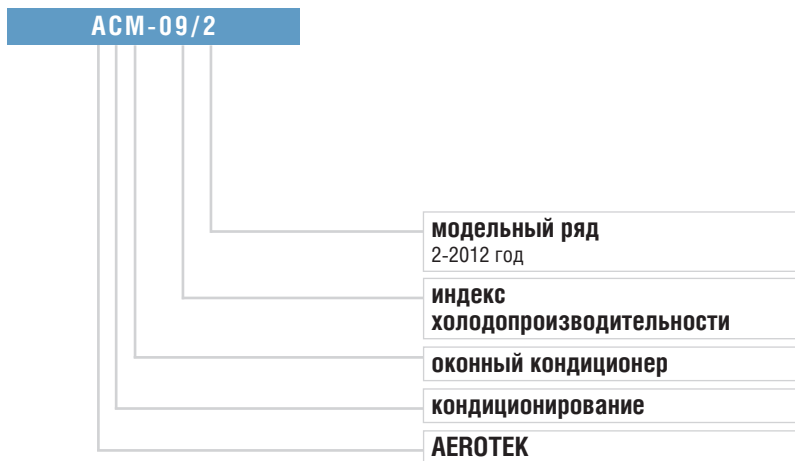 ACM-09/2
модельный ряд
2-2012 год
индекс
холодопроизводительности
оконный кондиционер
кондиционирование
AEROTEK